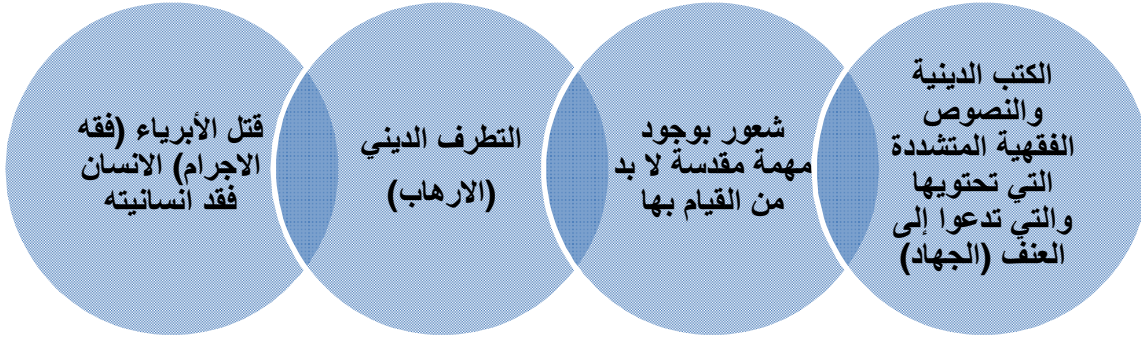 الكتب الدينية
والنصوص
الفقهية المتشددة
التي تحتويها
والتي تدعوا إلى
العنف (الجهاد)
شعور بوجود
مهمة مقدسة لا بد
من القيام بها
التطرف الديني
(الارهاب)
قتل الأبرياء (فقه
الاجرام) الانسان
فقد انسانيته